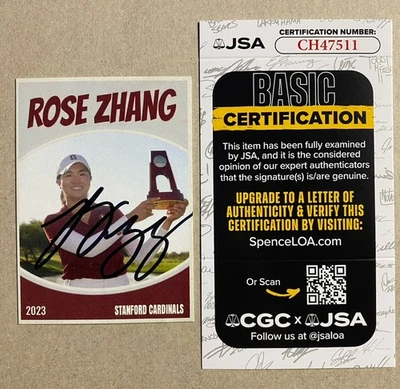 ROSE ZHANG
2023
STANFORD CARDINALS
JSA
CERTIFICATION NUMBER:
CH47511
BASIC
CERTIFICATION
This item has been fully examined
by JSA, and it is the considered
opinion of our expert authenticators
that the signature(s) is/are genuine.
UPGRADE TO A LETTER OF
AUTHENTICITY & VERIFY THIS
CERTIFICATION BY VISITING:
SpenceLOA.com
Or Scan
CGC x JSA
Follow us @jsaloa